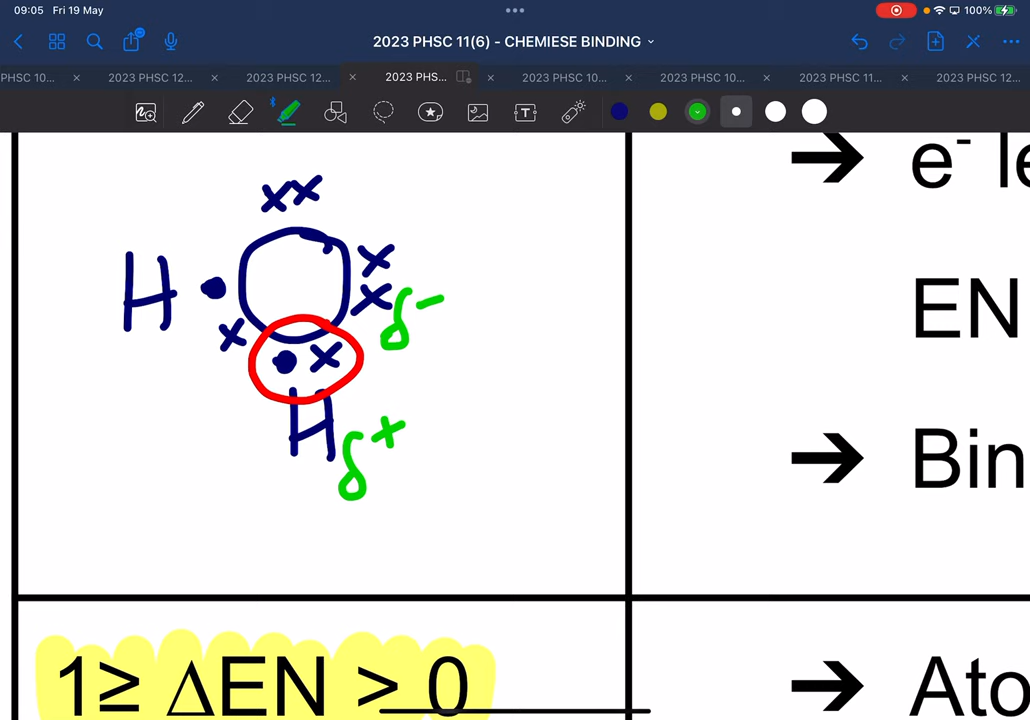 09:05 Fri 19 May
100%
2023 PHSC 11(6) - CHEMIESE BINDING
PHSC 10... 2023 PHSC 12... 2023 PHSC 12... 2023 PHS... 2023 PHSC 10... 2023 PHSC 10... 2023 PHSC 11... 2023 PHSC 12...
T
xx
x
H • O x δ-
x • x
H δ+
➔ e⁻ le
EN
➔ Bin
1≥ ΔEN > 0
➔ Ato